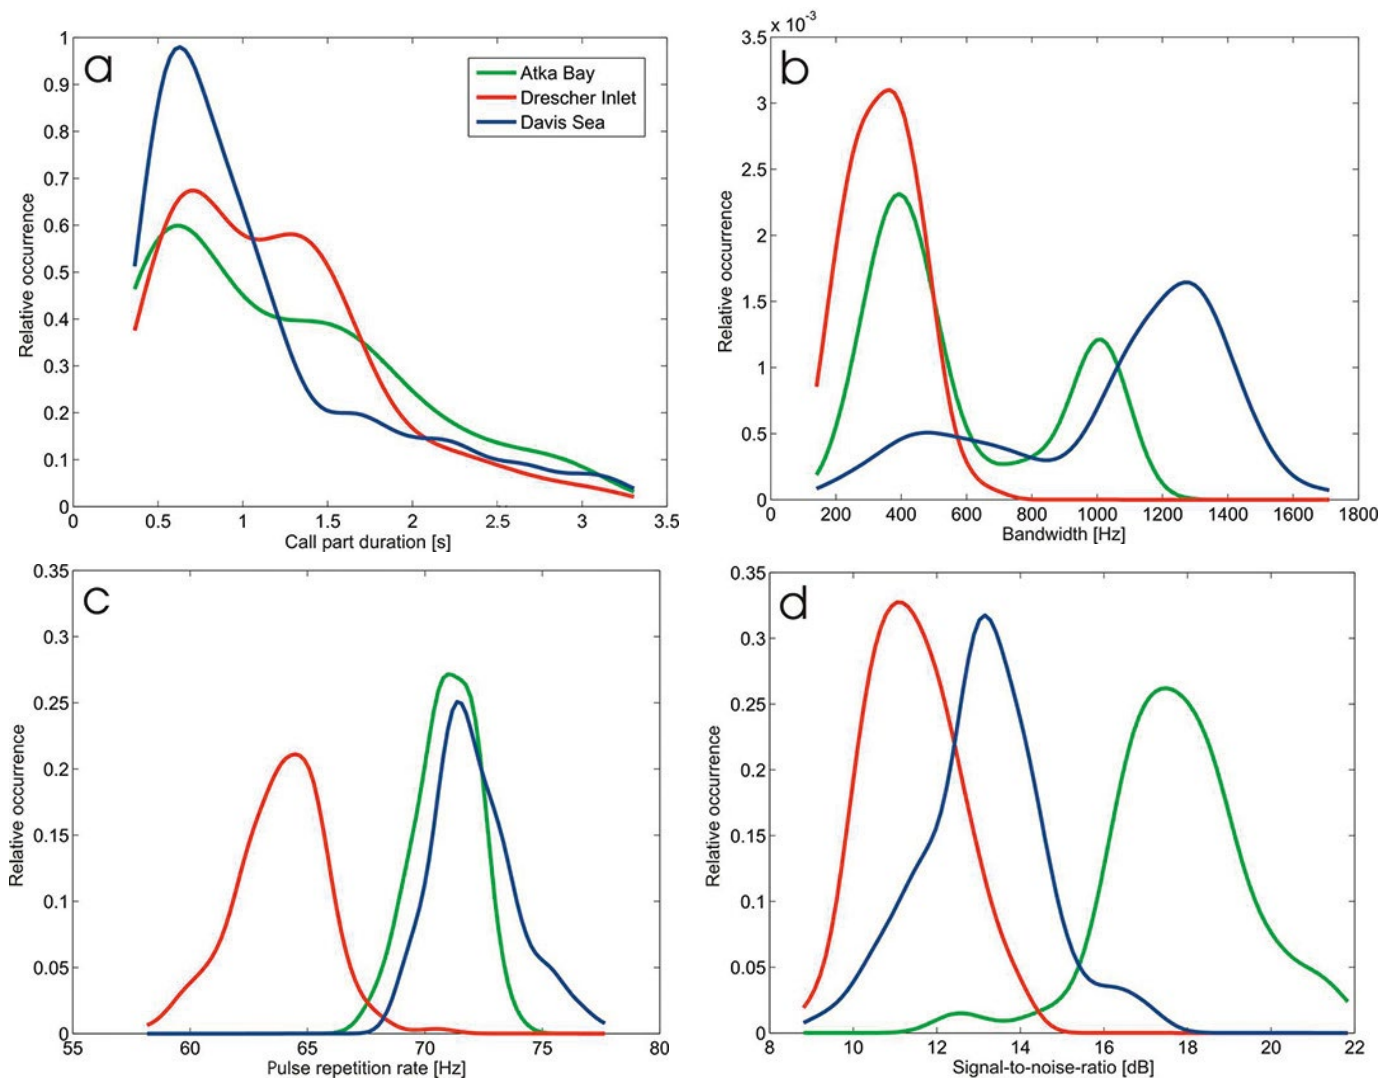 a
1
0.9
0.8
0.7
0.6
0.5
0.4
0.3
0.2
0.1
0
Relative occurrence
Atka Bay
Drescher Inlet
Davis Sea
0 0.5 1 1.5 2 2.5 3 3.5
Call part duration [s]
b
x 10-3
3.5
3
2.5
2
1.5
1
0.5
0
Relative occurrence
0 200 400 600 800 1000 1200 1400 1600 1800
Bandwidth [Hz]
c
0.35
0.3
0.25
0.2
0.15
0.1
0.05
0
Relative occurrence
55 60 65 70 75 80
Pulse repetition rate [Hz]
d
0.35
0.3
0.25
0.2
0.15
0.1
0.05
0
Relative occurrence
8 10 12 14 16 18 20 22
Signal-to-noise-ratio [dB]